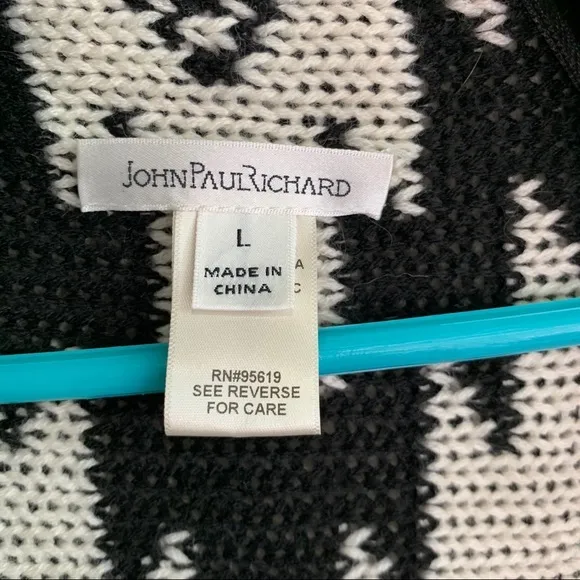 JOHNPAULRICHARD
L
MADE IN
CHINA
A
C
RN#95619
SEE REVERSE
FOR CARE